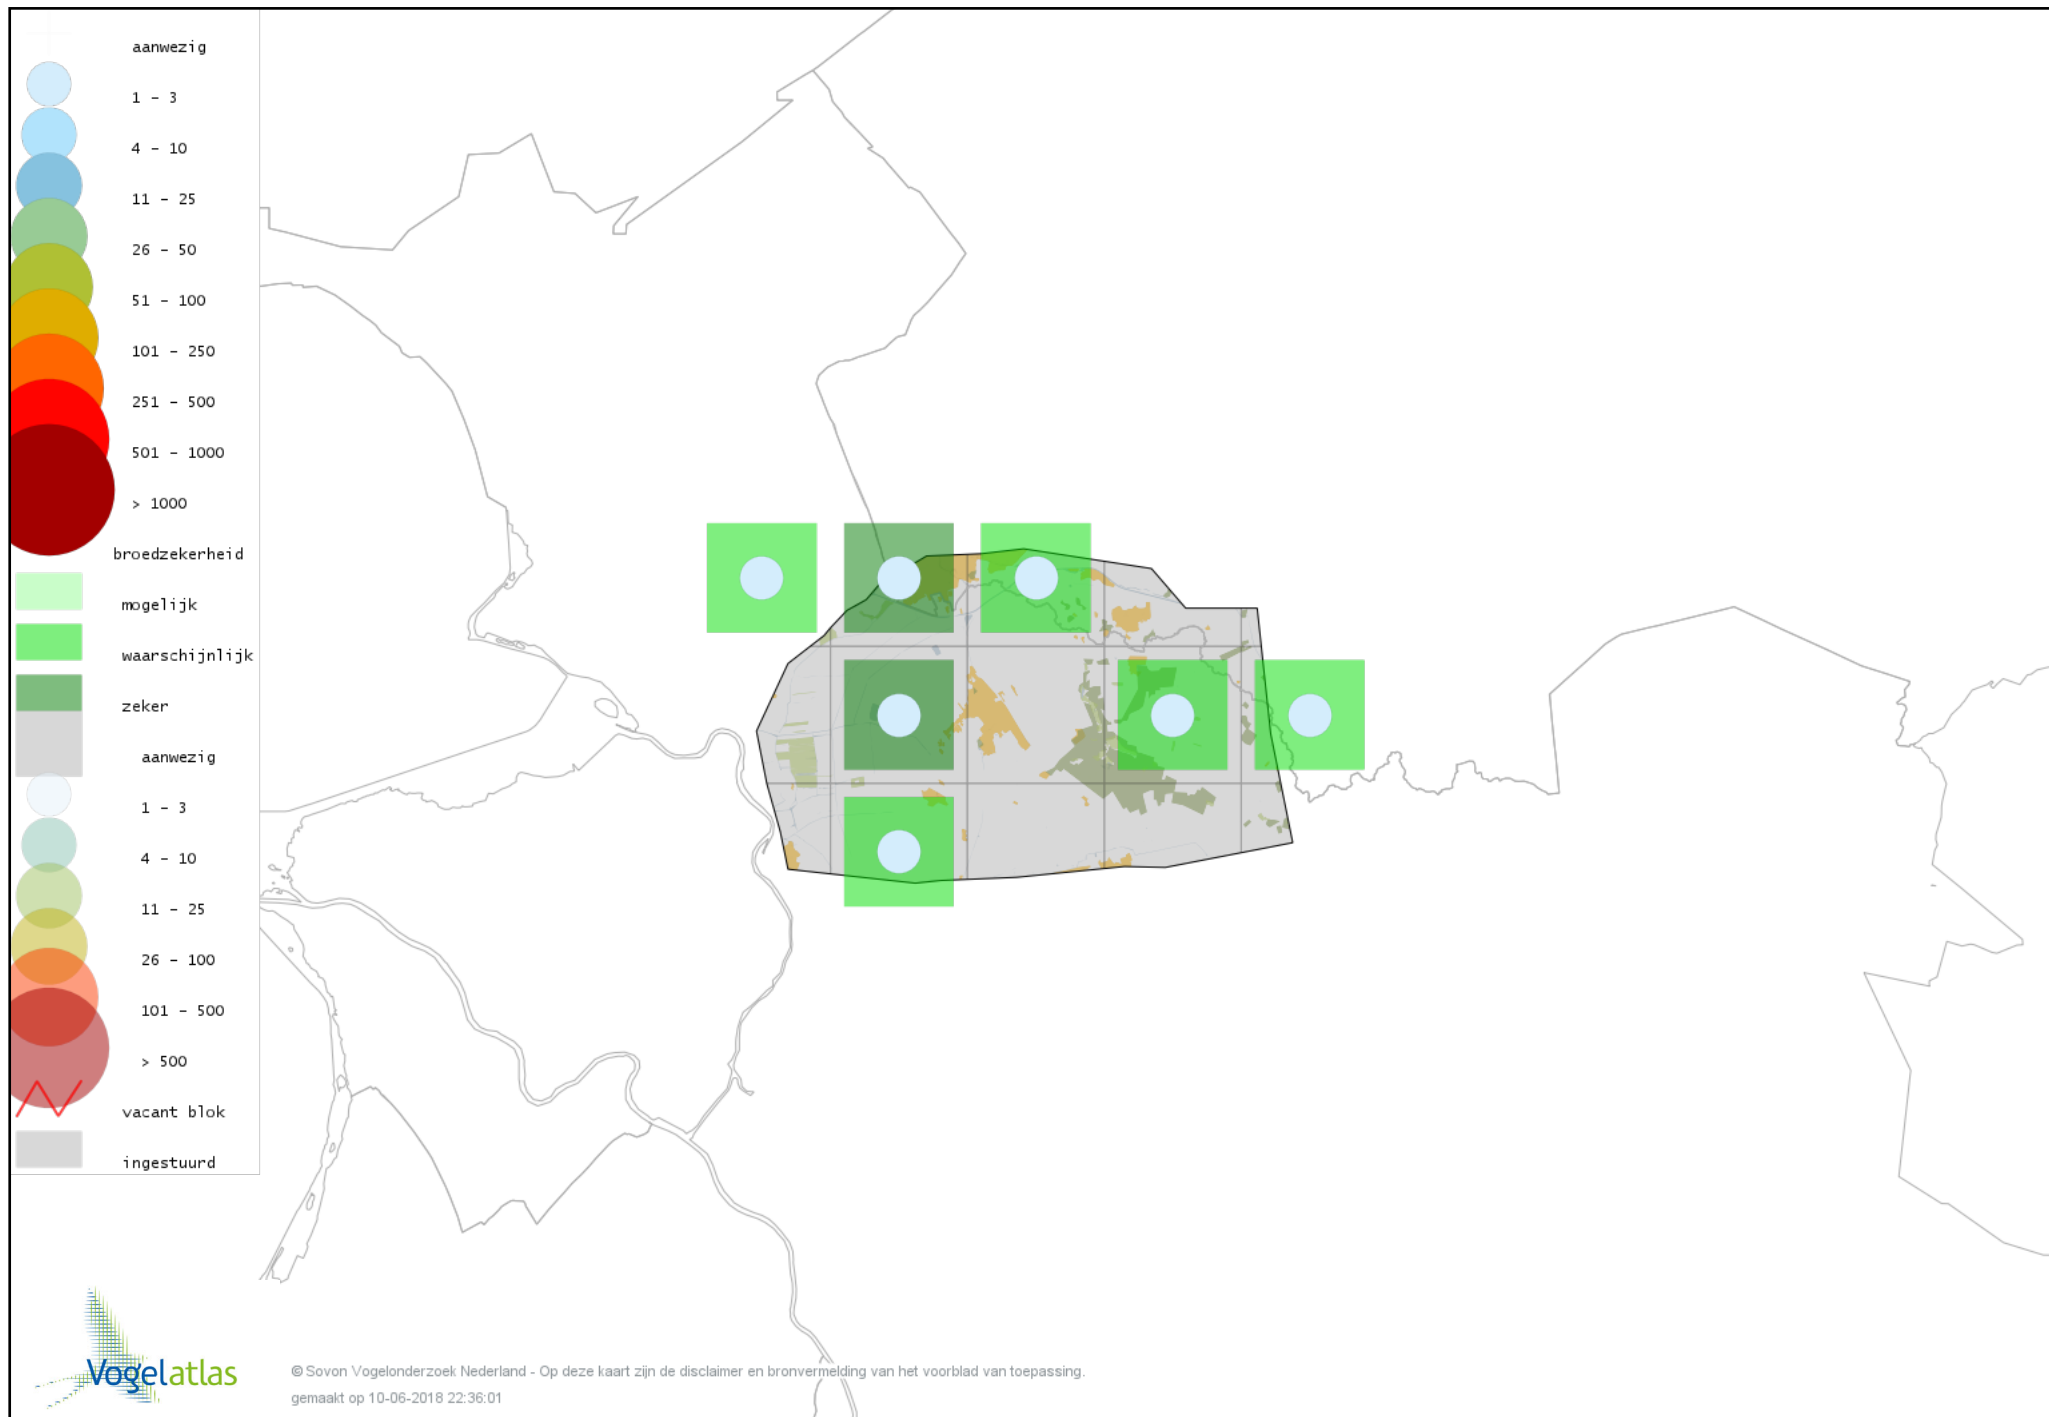 aanwezig
1 - 3
4 - 10
11 - 25
26 - 50
51 - 100
101 - 250
251 - 500
501 - 1000
> 1000
broedzekerheid
mogelijk
waarschijnlijk
zeker
aanwezig
1 - 3
4 - 10
11 - 25
26 - 100
101 - 500
> 500
vacant blok
ingestuurd
Vogelatlas
© Sovon Vogelonderzoek Nederland - Op deze kaart zijn de disclaimer en bronvermelding van het voorblad van toepassing.
gemaakt op 10-06-2018 22:36:01